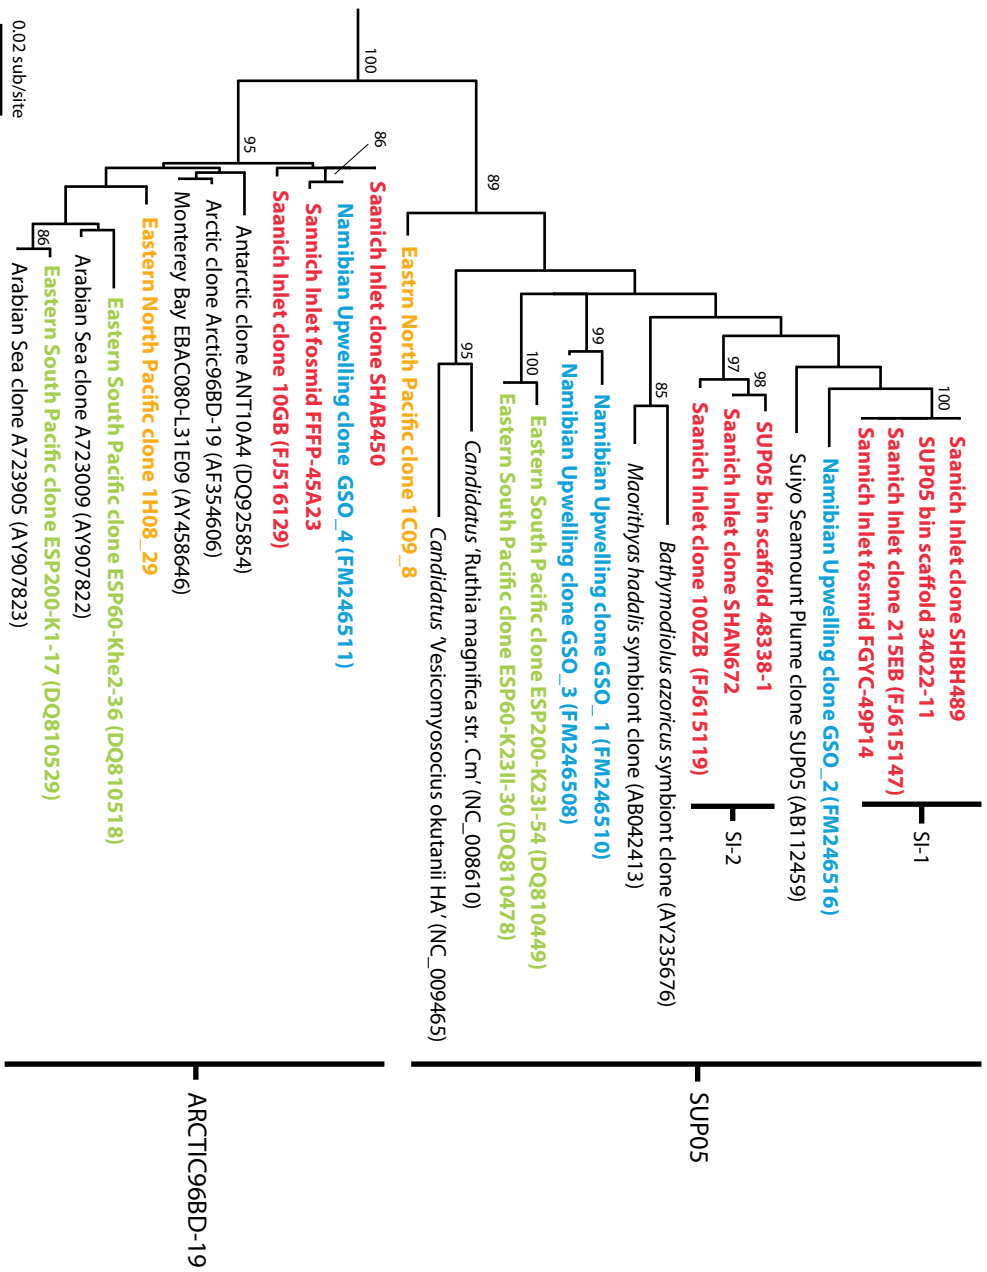 Saanich Inlet clone SHBH489
SUP05 bin scaffold 34022-11
Saanich Inlet clone 215EB (FJ615147)
Sannich Inlet fosmid FGYC-49P14
Namibian Upwelling clone GSO_2 (FM246516)
Suiyo Seamount Plume clone SUP05 (AB112459)
SUP05 bin scaffold 48338-1
Saanich Inlet clone SHAN672
Saanich Inlet clone 100ZB (FJ615119)
Bathymodiolus azoricus symbiont clone (AY235676)
Maorithyas hadalis symbiont clone (AB042413)
Namibian Upwelling clone GSO_1 (FM246510)
Namibian Upwelling clone GSO_3 (FM246508)
Eastern South Pacific clone ESP200-K23I-54 (DQ810449)
Eastern South Pacific clone ESP60-K23II-30 (DQ810478)
Candidatus 'Ruthia magnifica str. Cm' (NC_008610)
Candidatus 'Vesicomyosocius okutanii HA' (NC_009465)
Eastrn North Pacific clone 1C09_8
Saanich Inlet clone SHAB450
Namibian Upwelling clone GSO_4 (FM246511)
Sannich Inlet fosmid FFFP-45A23
Saanich Inlet clone 10GB (FJ516129)
Antarctic clone ANT10A4 (DQ925854)
Arctic clone Arctic96BD-19 (AF354606)
Monterey Bay EBAC080-L31E09 (AY458646)
Eastern North Pacific clone 1H08_29
Eastern South Pacific clone ESP60-Khe2-36 (DQ810518)
Arabian Sea clone A723009 (AY907822)
Eastern South Pacific clone ESP200-K1-17 (DQ810529)
Arabian Sea clone A723905 (AY907823)
SI-1
SI-2
SUP05
ARCTIC96BD-19
100
98
97
85
99
100
95
89
100
86
95
86
0.02 sub/site